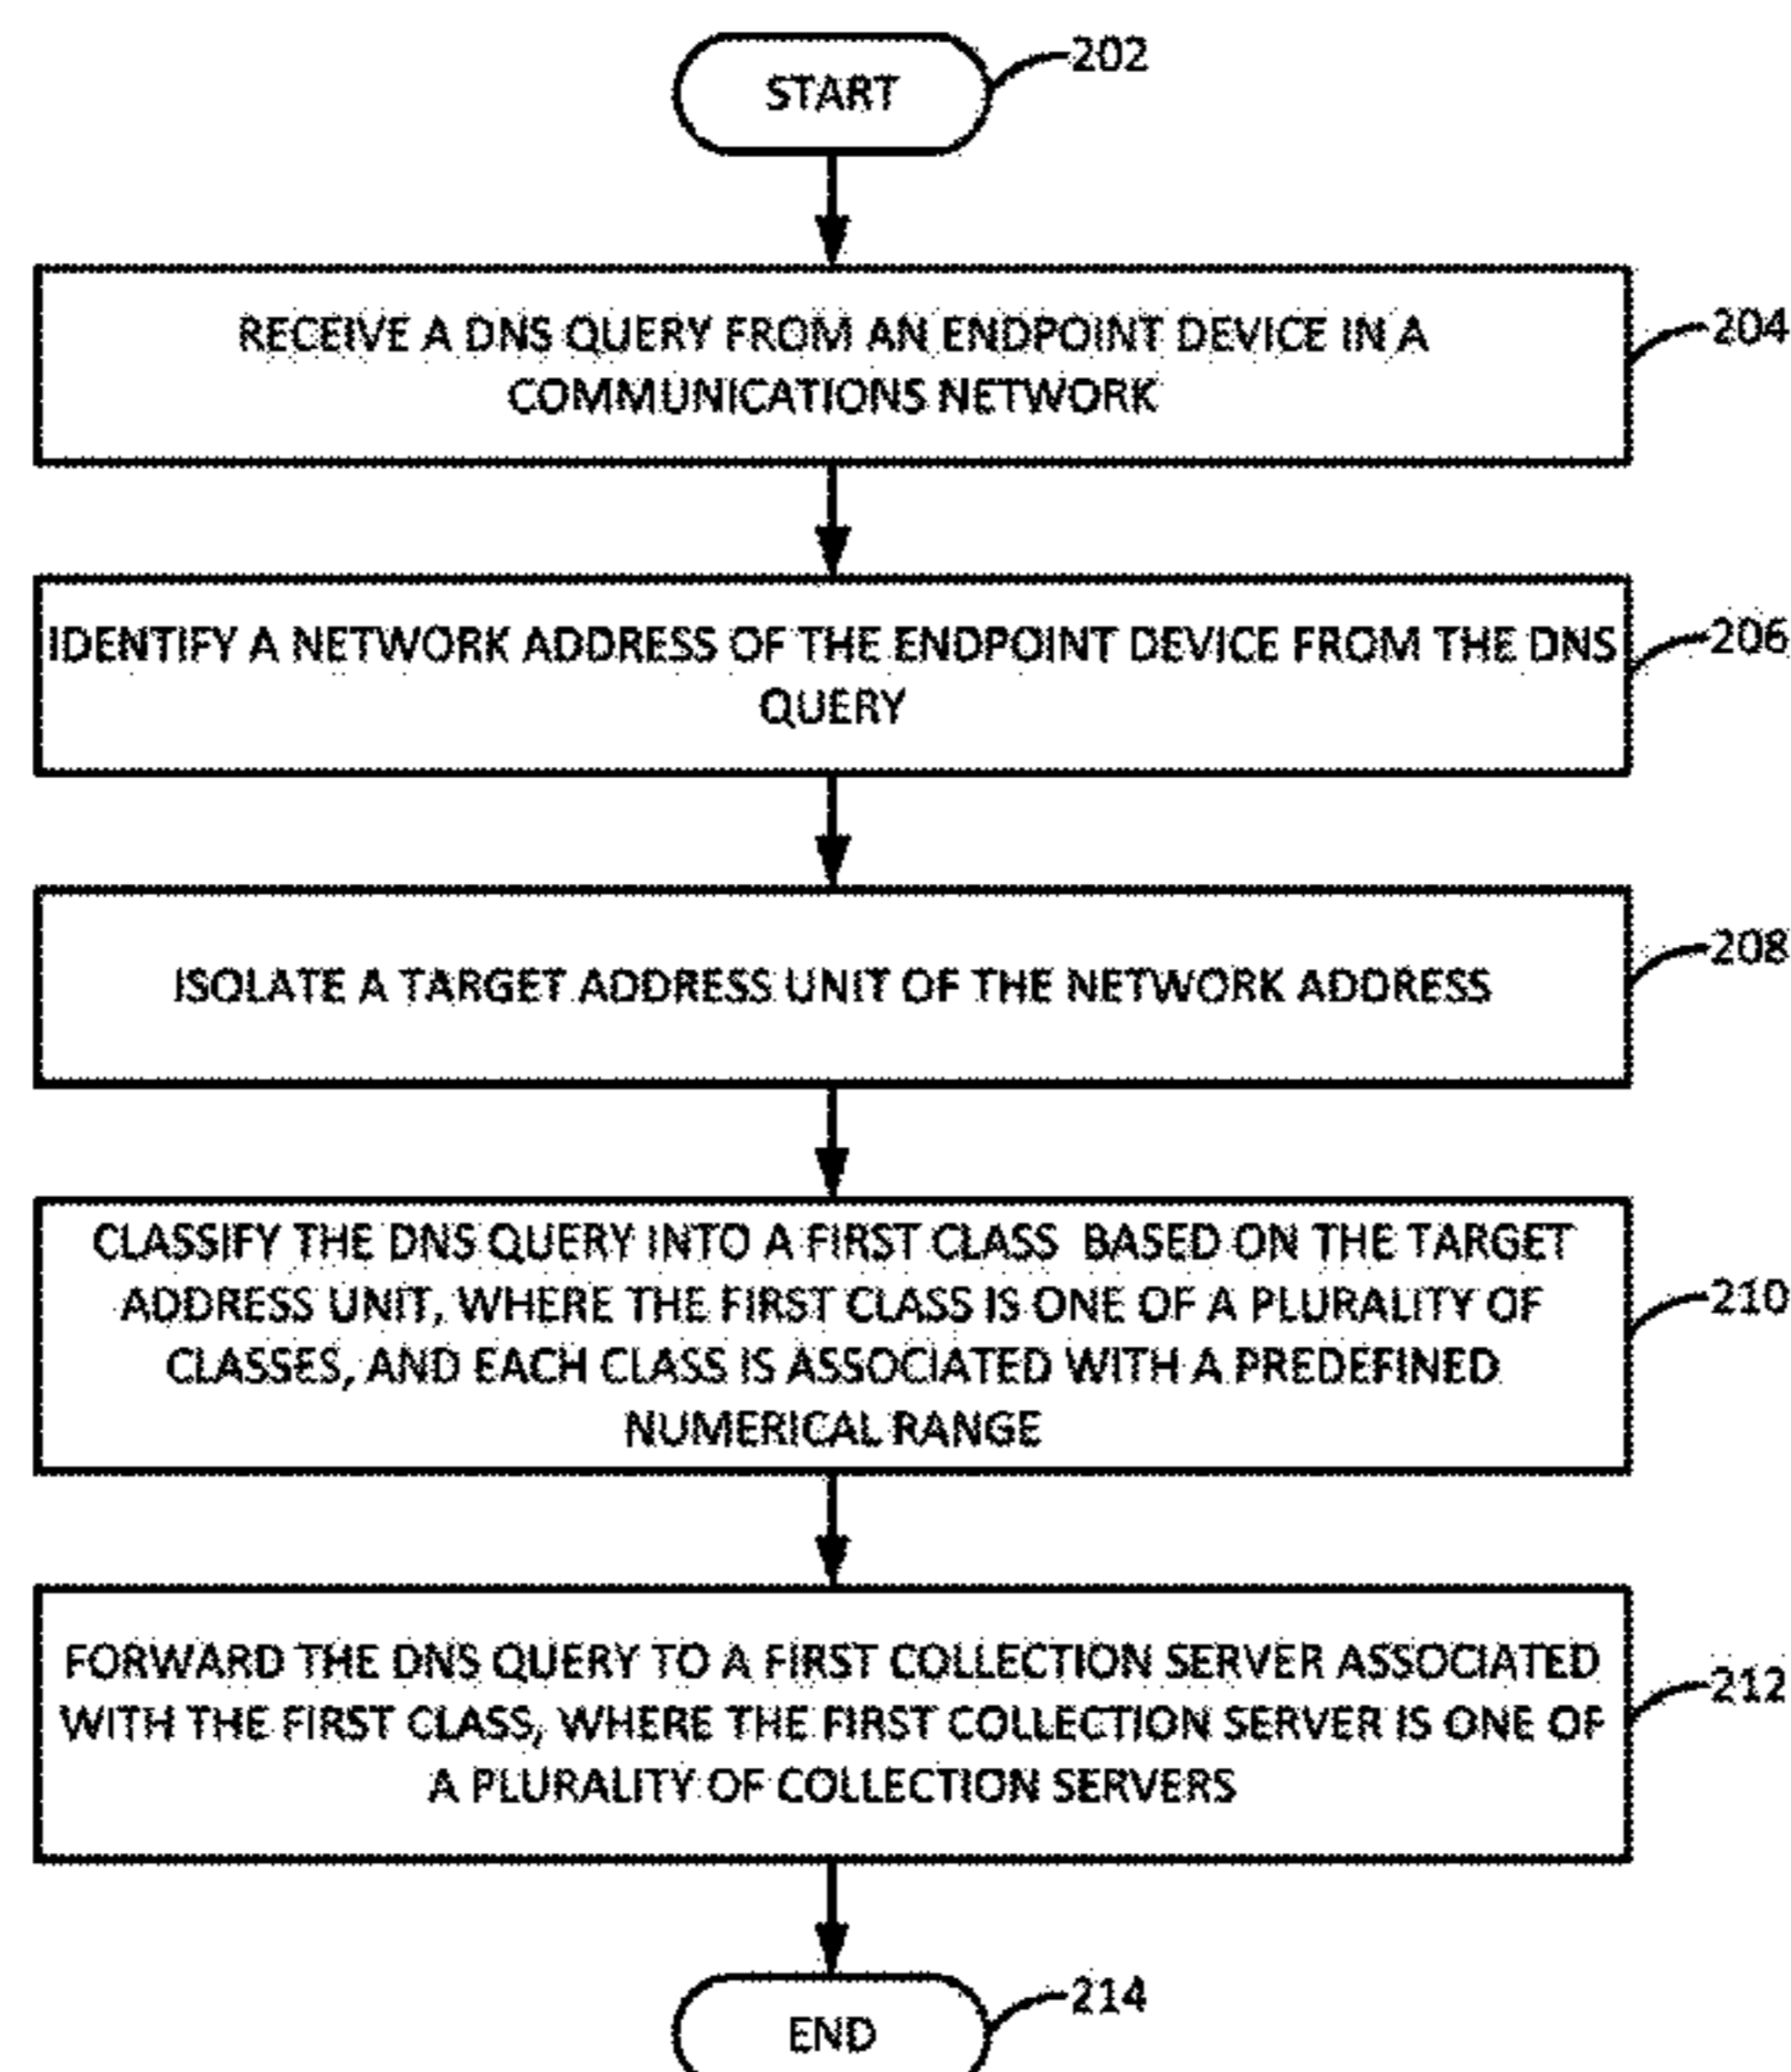 START
202
RECEIVE A DNS QUERY FROM AN ENDPOINT DEVICE IN A
COMMUNICATIONS NETWORK
204
IDENTIFY A NETWORK ADDRESS OF THE ENDPOINT DEVICE FROM THE DNS
QUERY
206
ISOLATE A TARGET ADDRESS UNIT OF THE NETWORK ADDRESS
208
CLASSIFY THE DNS QUERY INTO A FIRST CLASS BASED ON THE TARGET
ADDRESS UNIT, WHERE THE FIRST CLASS IS ONE OF A PLURALITY OF
CLASSES, AND EACH CLASS IS ASSOCIATED WITH A PREDEFINED
NUMERICAL RANGE
210
FORWARD THE DNS QUERY TO A FIRST COLLECTION SERVER ASSOCIATED
WITH THE FIRST CLASS, WHERE THE FIRST COLLECTION SERVER IS ONE OF
A PLURALITY OF COLLECTION SERVERS
212
END
214